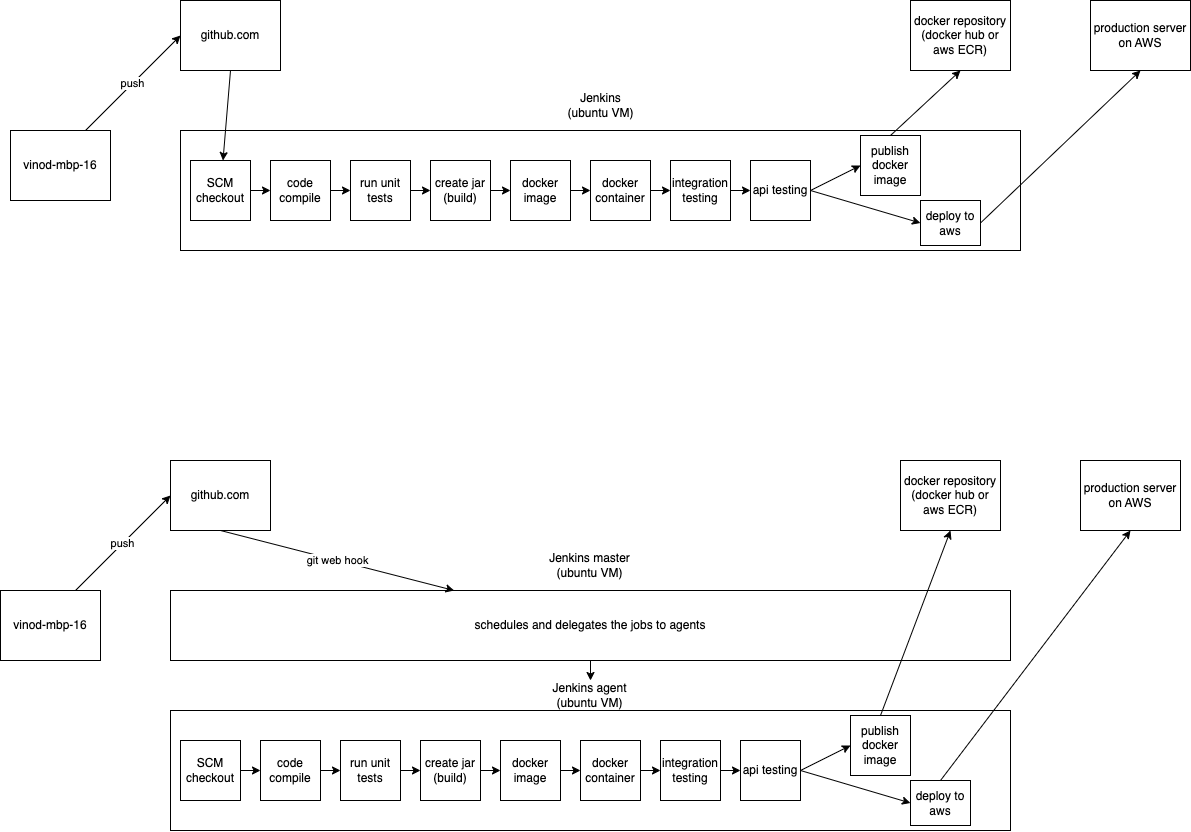 github.com
docker repository
(docker hub or
aws ECR)
production server
on AWS
push
Jenkins
(ubuntu VM)
vinod-mbp-16
SCM
checkout
code
compile
run unit
tests
create jar
(build)
docker
image
docker
container
integration
testing
api testing
publish
docker
image
deploy to
aws
github.com
docker repository
(docker hub or
aws ECR)
production server
on AWS
push
git web hook
Jenkins master
(ubuntu VM)
vinod-mbp-16
schedules and delegates the jobs to agents
Jenkins agent
(ubuntu VM)
SCM
checkout
code
compile
run unit
tests
create jar
(build)
docker
image
docker
container
integration
testing
api testing
publish
docker
image
deploy to
aws